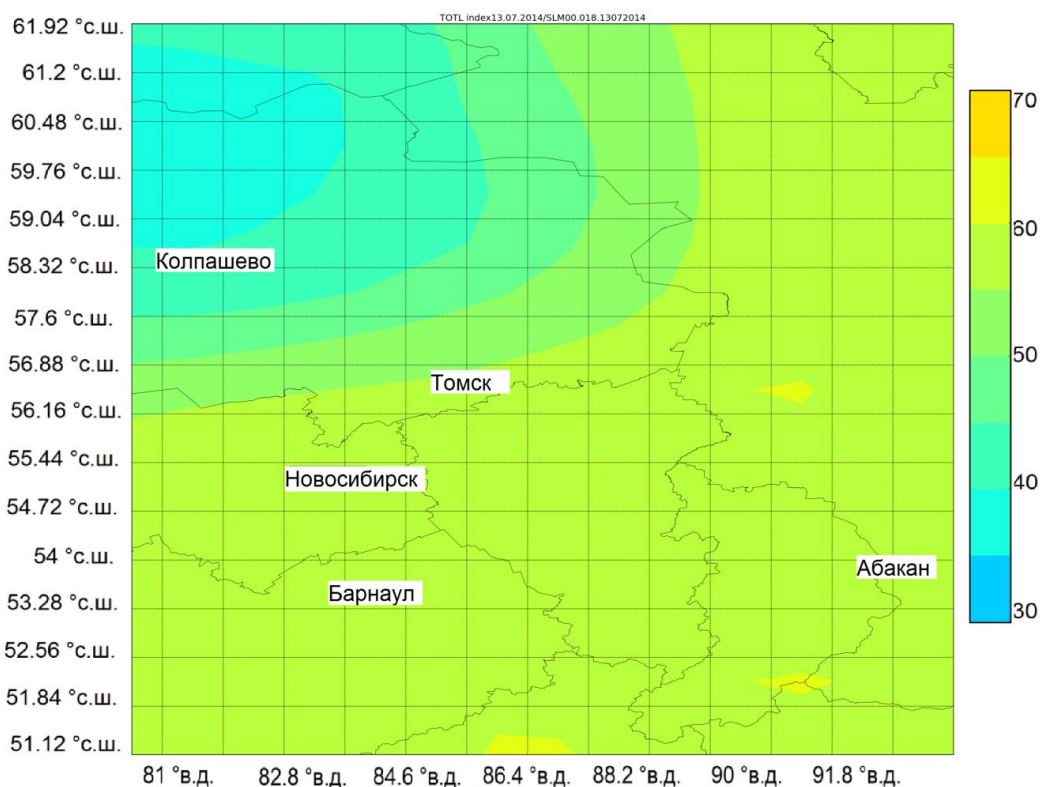 TOTL index13.07.2014/SLM00.018.13072014
61.92 °с.ш.
61.2 °с.ш.
60.48 °с.ш.
59.76 °с.ш.
59.04 °с.ш.
58.32 °с.ш.
57.6 °с.ш.
56.88 °с.ш.
56.16 °с.ш.
55.44 °с.ш.
54.72 °с.ш.
54 °с.ш.
53.28 °с.ш.
52.56 °с.ш.
51.84 °с.ш.
51.12 °с.ш.
Колпашево
Томск
Новосибирск
Абакан
Барнаул
70
60
50
40
30
81 °в.д. 82.8 °в.д. 84.6 °в.д. 86.4 °в.д. 88.2 °в.д. 90 °в.д. 91.8 °в.д.